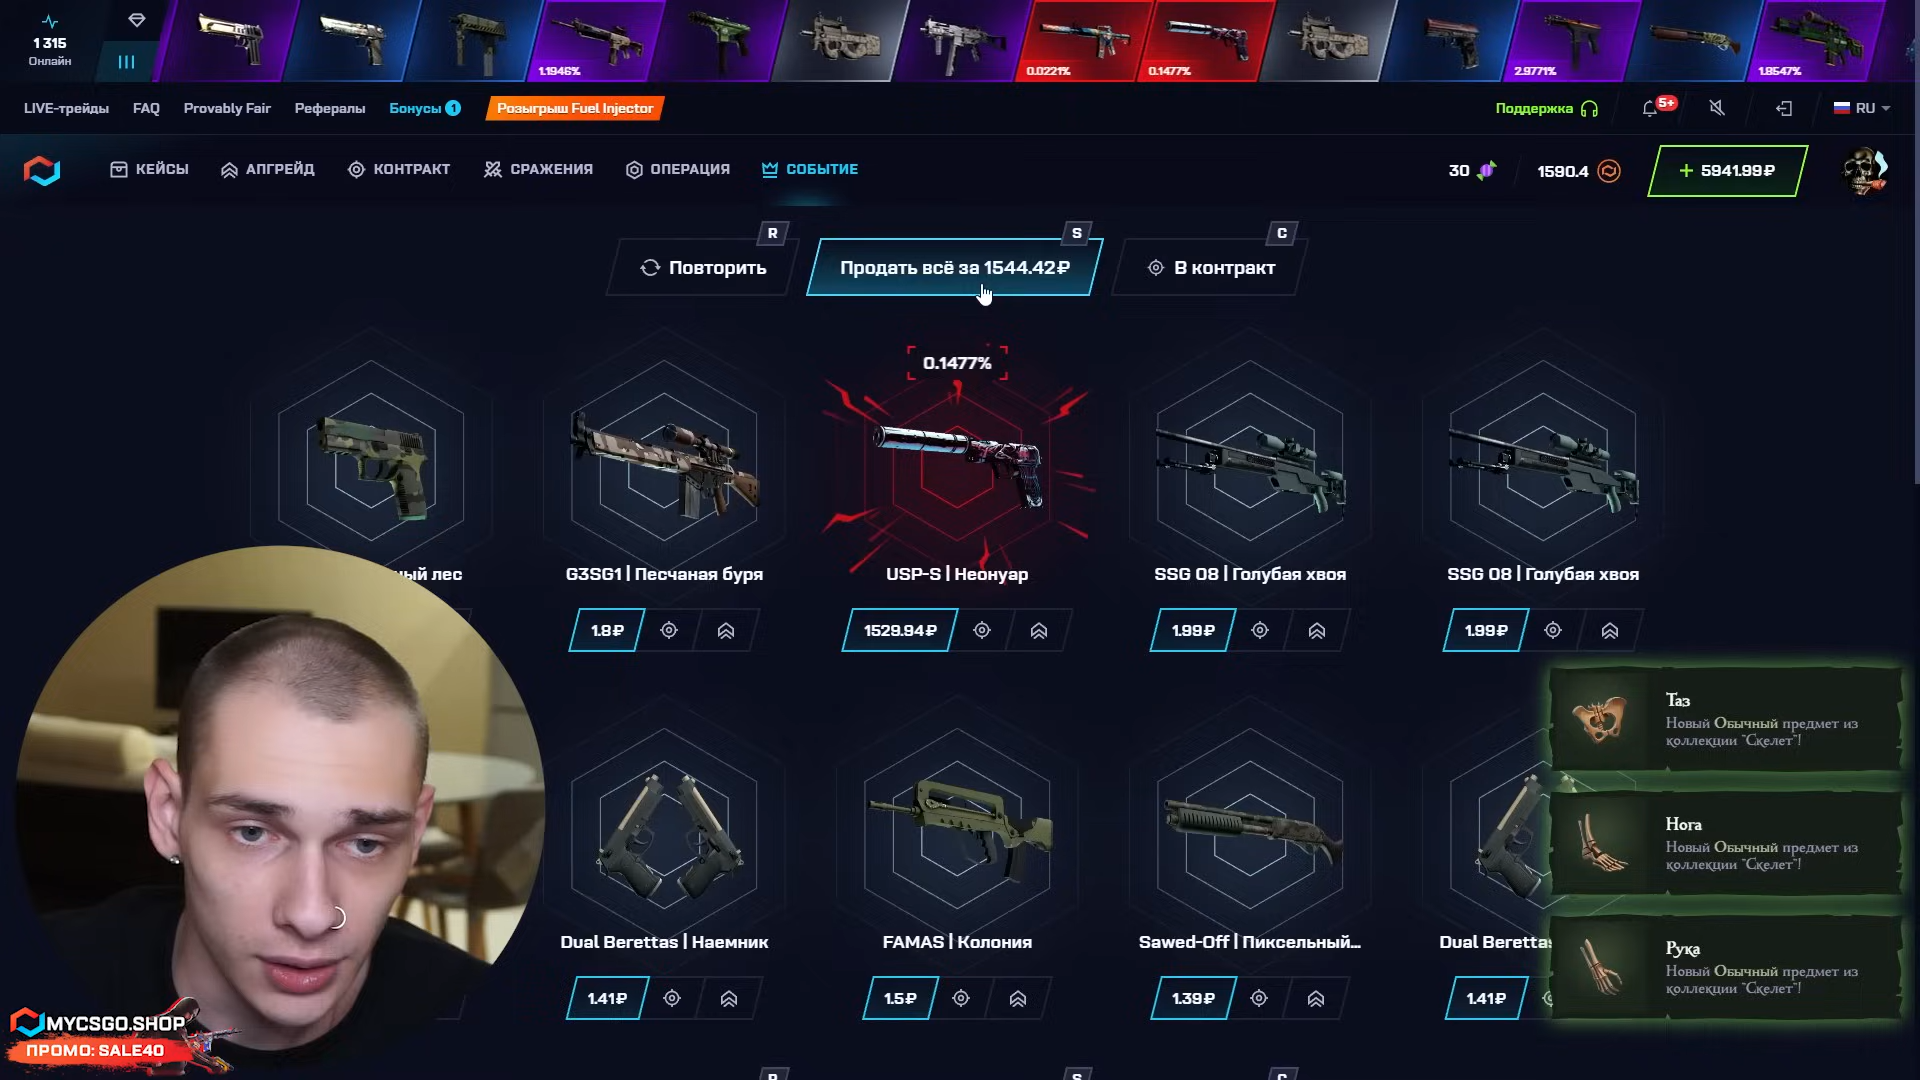 1 315
Онлайн
1.1946%
0.0221%
0.1477%
2.9771%
1.8547%
LIVE-трейды
FAQ
Provably Fair
Рефералы
Бонусы 1
Розыгрыш Fuel Injector
Поддержка
5+
RU
КЕЙСЫ
АПГРЕЙД
КОНТРАКТ
СРАЖЕНИЯ
ОПЕРАЦИЯ
СОБЫТИЕ
30
1590.4
+ 5941.99₽
R
S
C
Повторить
Продать всё за 1544.42₽
В контракт
0.1477%
лес
G3SG1 | Песчаная буря
USP-S | Неонуар
SSG 08 | Голубая хвоя
SSG 08 | Голубая хвоя
1.8₽
1529.94₽
1.99₽
1.99₽
Таз
Новый Обычный предмет из
коллекции "Скелет"!
Нога
Новый Обычный предмет из
коллекции "Скелет"!
Рука
Новый Обычный предмет из
коллекции "Скелет"!
Dual Berettas | Наемник
FAMAS | Колония
Sawed-Off | Пиксельный...
Dual Berettas
1.41₽
1.5₽
1.39₽
1.41₽
MYCSGO.SHOP
ПРОМО: SALE40